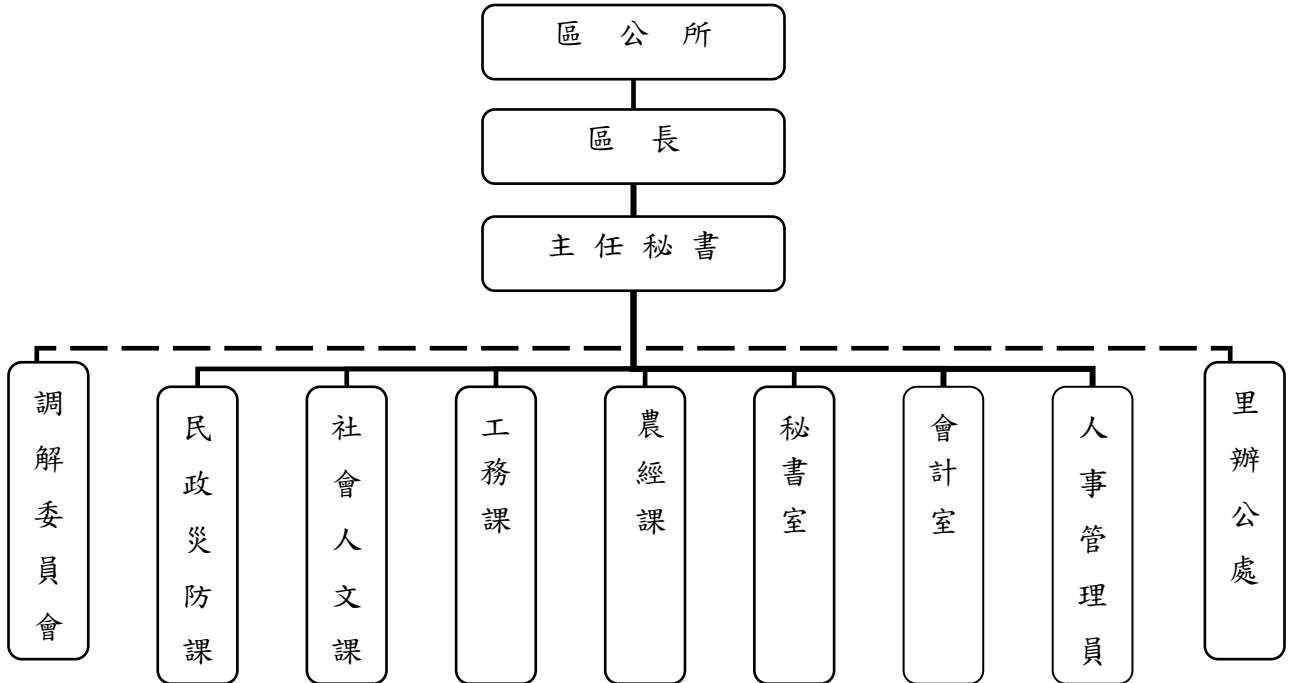 區公所
區長
主任秘書
調解委員會
民政災防課
社會人文課
工務課
農經課
秘書室
會計室
人事管理員
里辦公處